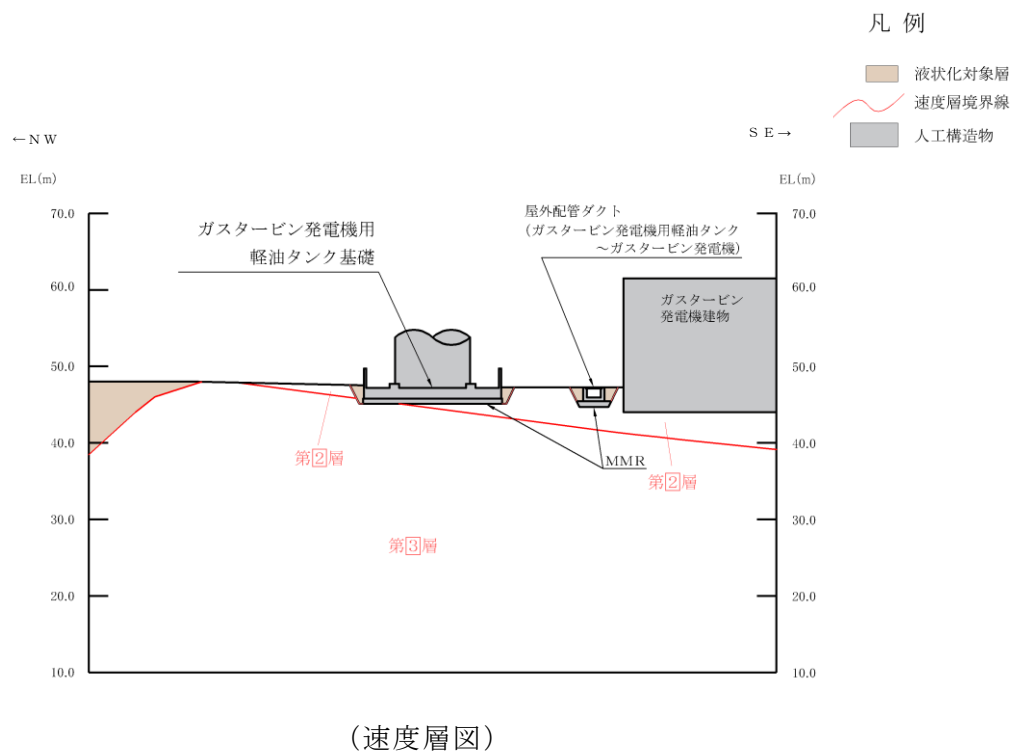 凡 例
液状化対象層
速度層境界線
人工構造物
←NW
SE→
EL(m)
EL(m)
70.0
60.0
50.0
40.0
30.0
20.0
10.0
70.0
60.0
50.0
40.0
30.0
20.0
10.0
ガスタービン発電機用
軽油タンク基礎
屋外配管ダクト
(ガスタービン発電機用軽油タンク
～ガスタービン発電機)
ガスタービン
発電機建物
第2層
MMR
第2層
第3層
(速度層図)